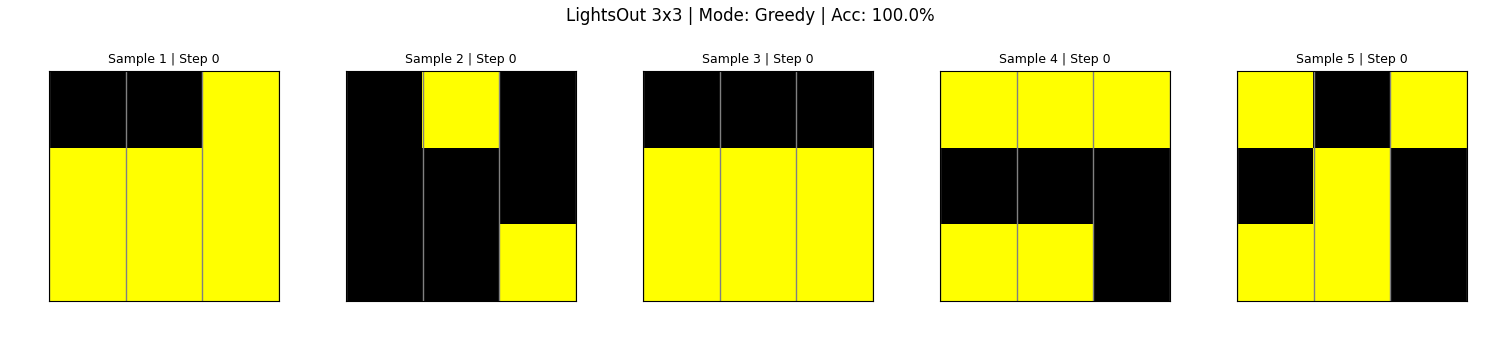 LightsOut 3x3 | Mode: Greedy | Acc: 100.0%
Sample 1 | Step 0
Sample 2 | Step 0
Sample 3 | Step 0
Sample 4 | Step 0
Sample 5 | Step 0